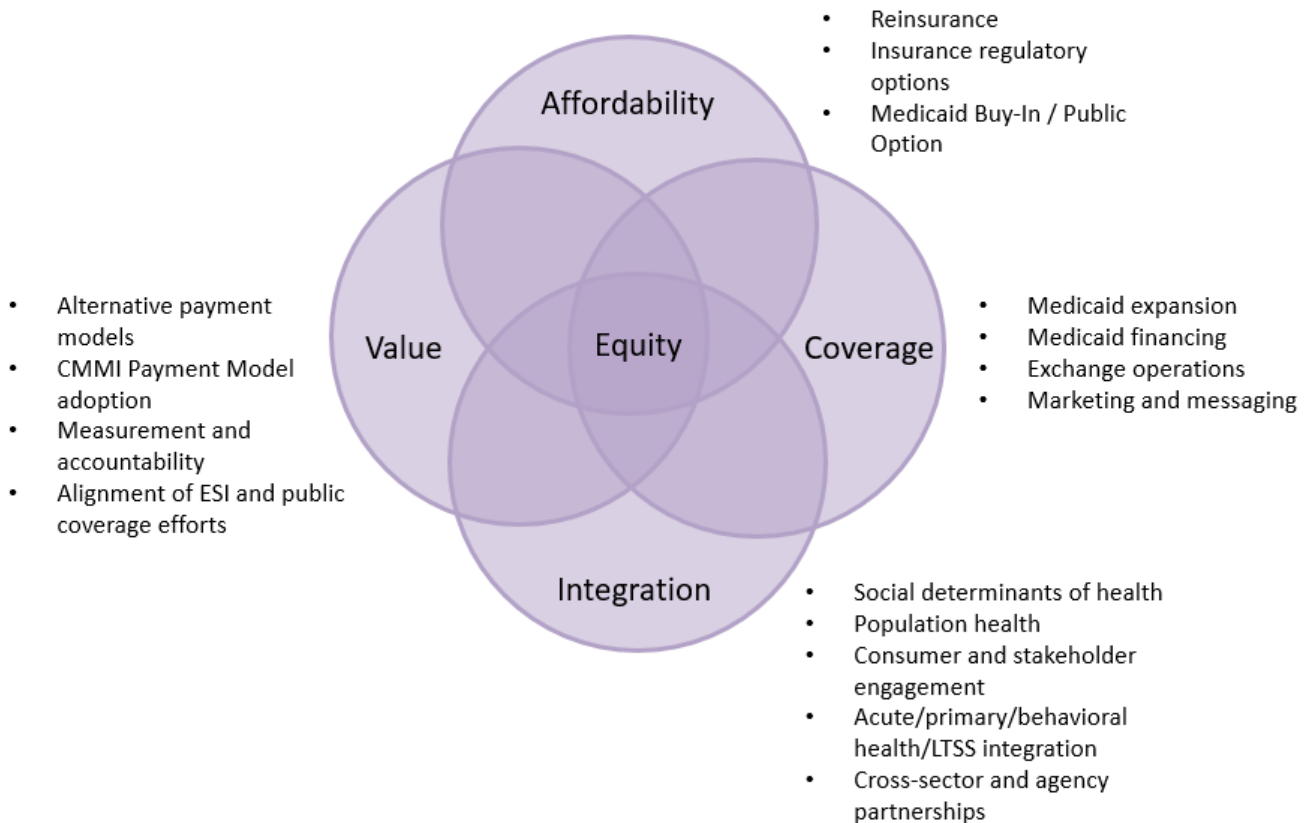 • Reinsurance
• Insurance regulatory
options
• Medicaid Buy-In / Public
Option
Affordability
• Alternative payment
models
• CMMI Payment Model
adoption
• Measurement and
accountability
• Alignment of ESI and public
coverage efforts
Value
Equity
Coverage
• Medicaid expansion
• Medicaid financing
• Exchange operations
• Marketing and messaging
Integration
• Social determinants of health
• Population health
• Consumer and stakeholder
engagement
• Acute/primary/behavioral
health/LTSS integration
• Cross-sector and agency
partnerships